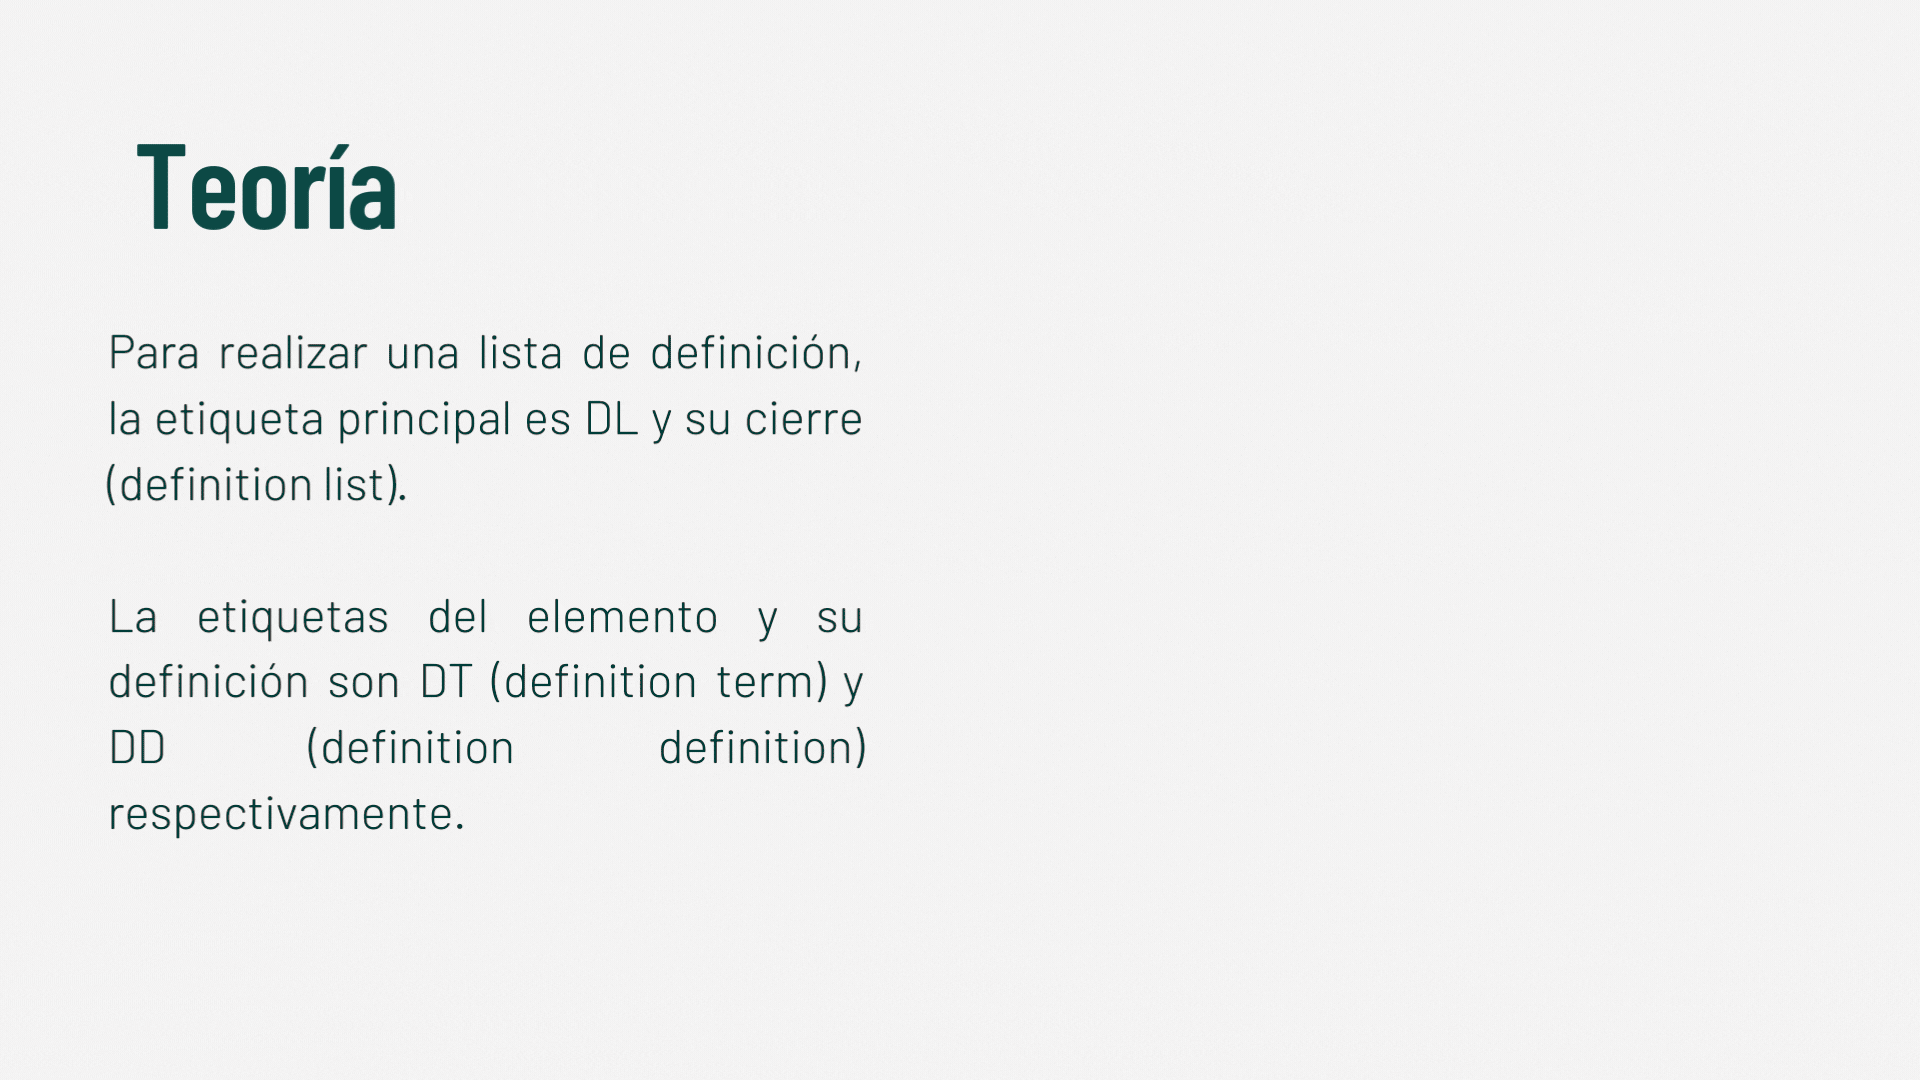 Teoría
Para realizar una lista de definición,
la etiqueta principal es DL y su cierre
(definition list).
La etiquetas del elemento y su
definición son DT (definition term) y
DD (definition definition)
respectivamente.